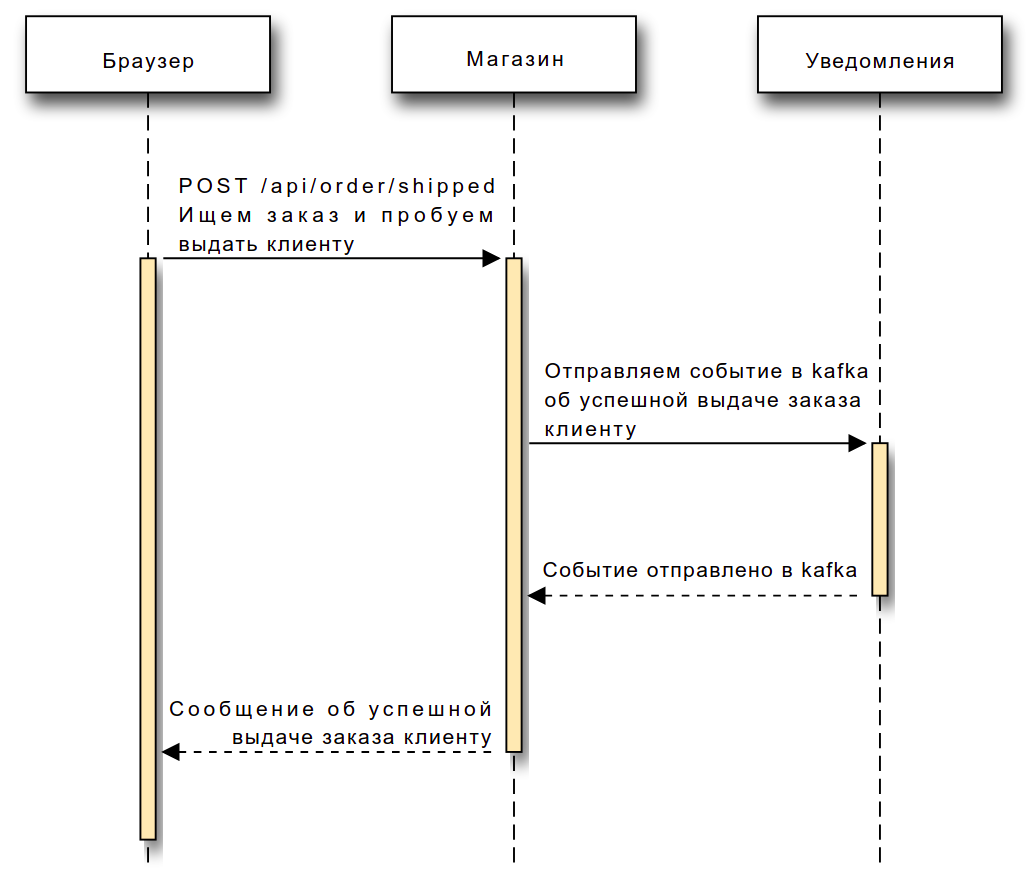 Браузер
Магазин
Уведомления
POST /api/order/shipped
Ищем заказ и пробуем
выдать клиенту
Отправляем событие в kafka
об успешной выдаче заказа
клиенту
Событие отправлено в kafka
Сообщение об успешной
выдаче заказа клиенту